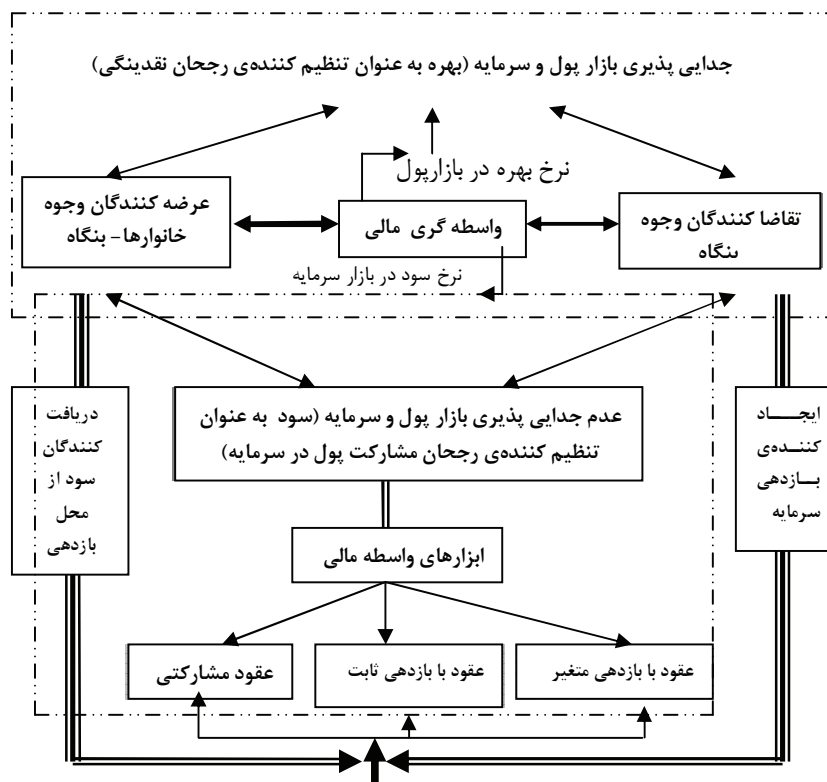 جدایی پذیری بازار پول و سرمایه (بهره به عنوان تنظیم کننده‌ی رجحان نقدینگی)
نرخ بهره در بازارپول
تقاضا کنندگان وجوه
بنگاه
واسطه گری مالی
عرضه کنندگان وجوه
خانوارها – بنگاه
نرخ سود در بازار سرمایه
ایجـــــاد
کننــده‌ی
بــازدهی
سرمایه
عدم جدایی پذیری بازار پول و سرمایه (سود به عنوان
تنظیم کننده‌ی رجحان مشارکت پول در سرمایه)
دریافت
کنندگان
سود از
محل
بازدهی
ابزارهای واسطه مالی
عقود با بازدهی متغیر
عقود با بازدهی ثابت
عقود مشارکتی